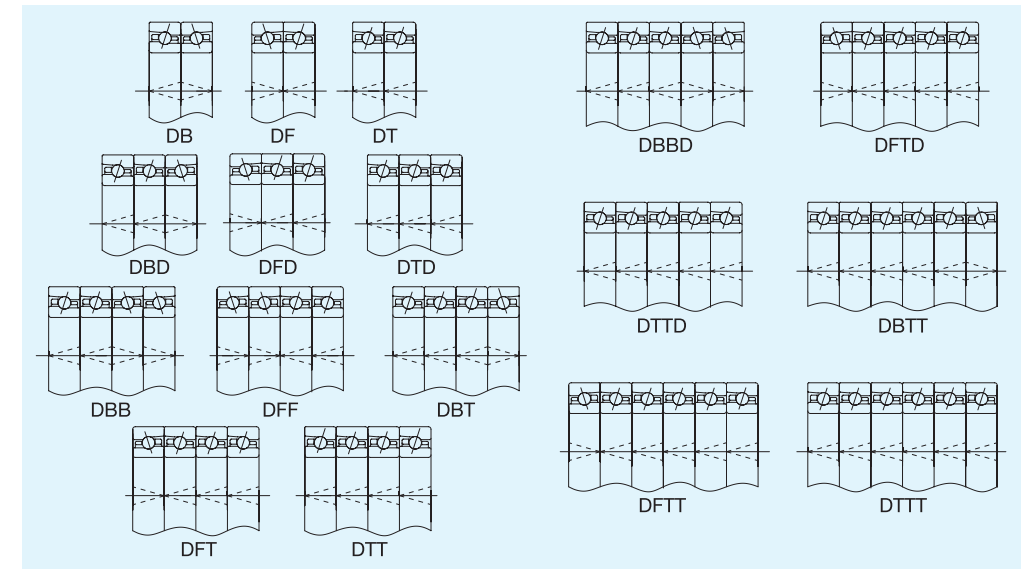 DB DF DT
DBD DFD DTD
DBB DFF DBT
DFT DTT
DBBD DFTD
DTTD DBTT
DFTT DTTT